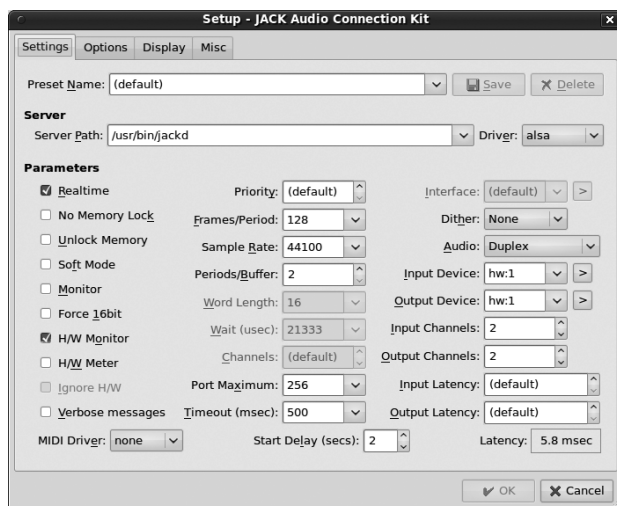 Setup - JACK Audio Connection Kit
Settings Options Display Misc
Preset Name: (default) Save Delete
Server
Server Path: /usr/bin/jackd Driver: alsa
Parameters
Realtime Priority: (default) Interface: (default) >
No Memory Lock Frames/Period: 128 Dither: None
Unlock Memory Sample Rate: 44100 Audio: Duplex
Soft Mode Periods/Buffer: 2 Input Device: hw:1 >
Monitor Word Length: 16 Output Device: hw:1 >
Force 16bit Wait (usec): 21333 Input Channels: 2
H/W Monitor Channels: (default) Output Channels: 2
H/W Meter Port Maximum: 256 Input Latency: (default)
Ignore H/W Timeout (msec): 500 Output Latency: (default)
Verbose messages
MIDI Driver: none Start Delay (secs): 2 Latency: 5.8 msec
OK Cancel